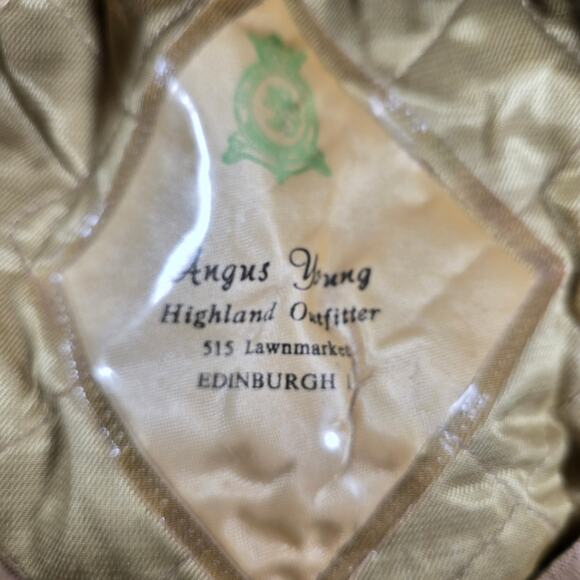 Angus Young
Highland Outfitter
515 Lawnmarket
EDINBURGH 1